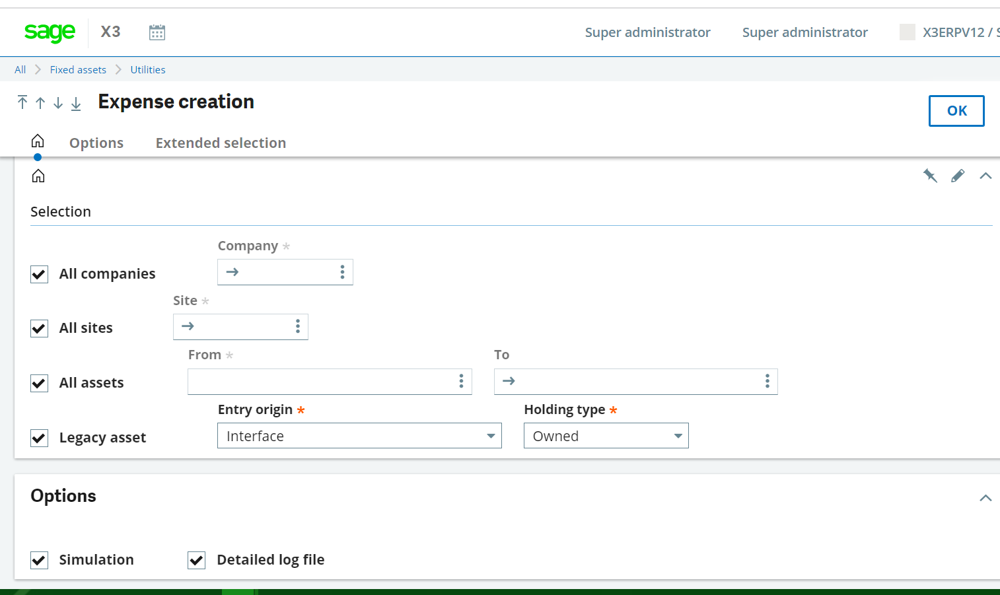 sage X3 Super administrator Super administrator X3ERPV12 / S
All Fixed assets Utilities
Expense creation
OK
Options Extended selection
Selection
Company *
All companies
Site *
All sites
From * To
All assets
Entry origin * Holding type *
Legacy asset Interface Owned
Options
Simulation Detailed log file